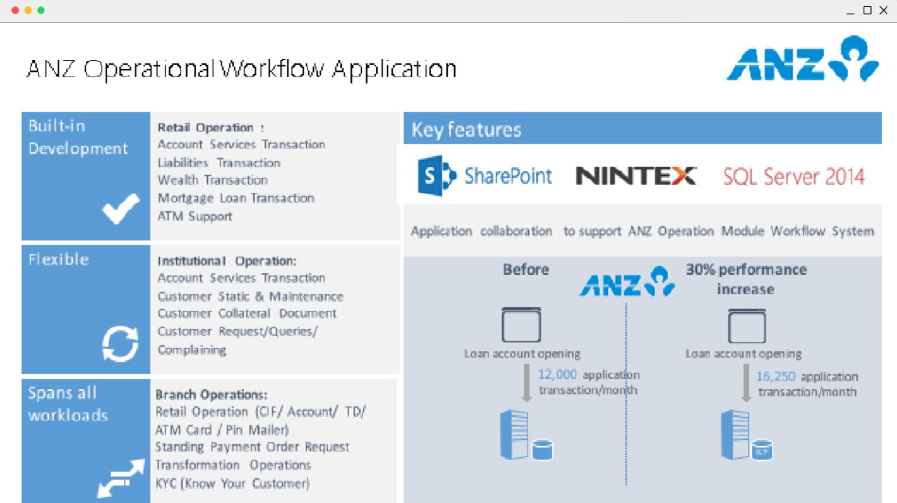 ANZ Operational Workflow Application
ANZ
Built-in
Development
Retail Operation :
Account Services Transaction
Liabilities Transaction
Wealth Transaction
Mortgage Loan Transaction
ATM Support
Flexible
Institutional Operation:
Account Services Transaction
Customer Static & Maintenance
Customer Collateral Document
Customer Request/Queries/
Complaining
Spans all
workloads
Branch Operations:
Retail Operation (CIF/ Account/ TD/
ATM Card / Pin Mailer)
Standing Payment Order Request
Transformation Operations
KYC (Know Your Customer)
Key features
S SharePoint
NINTEX
SQL Server 2014
Application collaboration to support ANZ Operation Module Workflow System
Before
ANZ
30% performance
increase
Loan account opening
12,000 application
transaction/month
Loan account opening
16,250 application
transaction/month